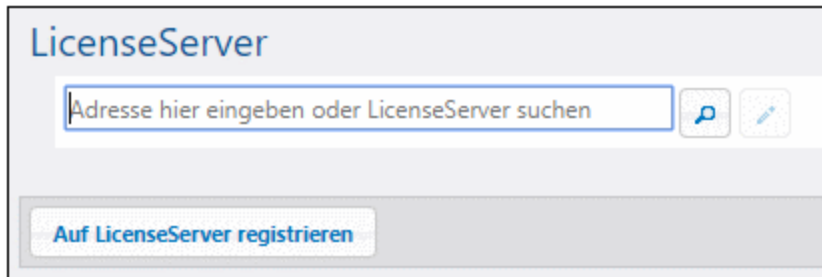 LicenseServer
Adresse hier eingeben oder LicenseServer suchen
Auf LicenseServer registrieren